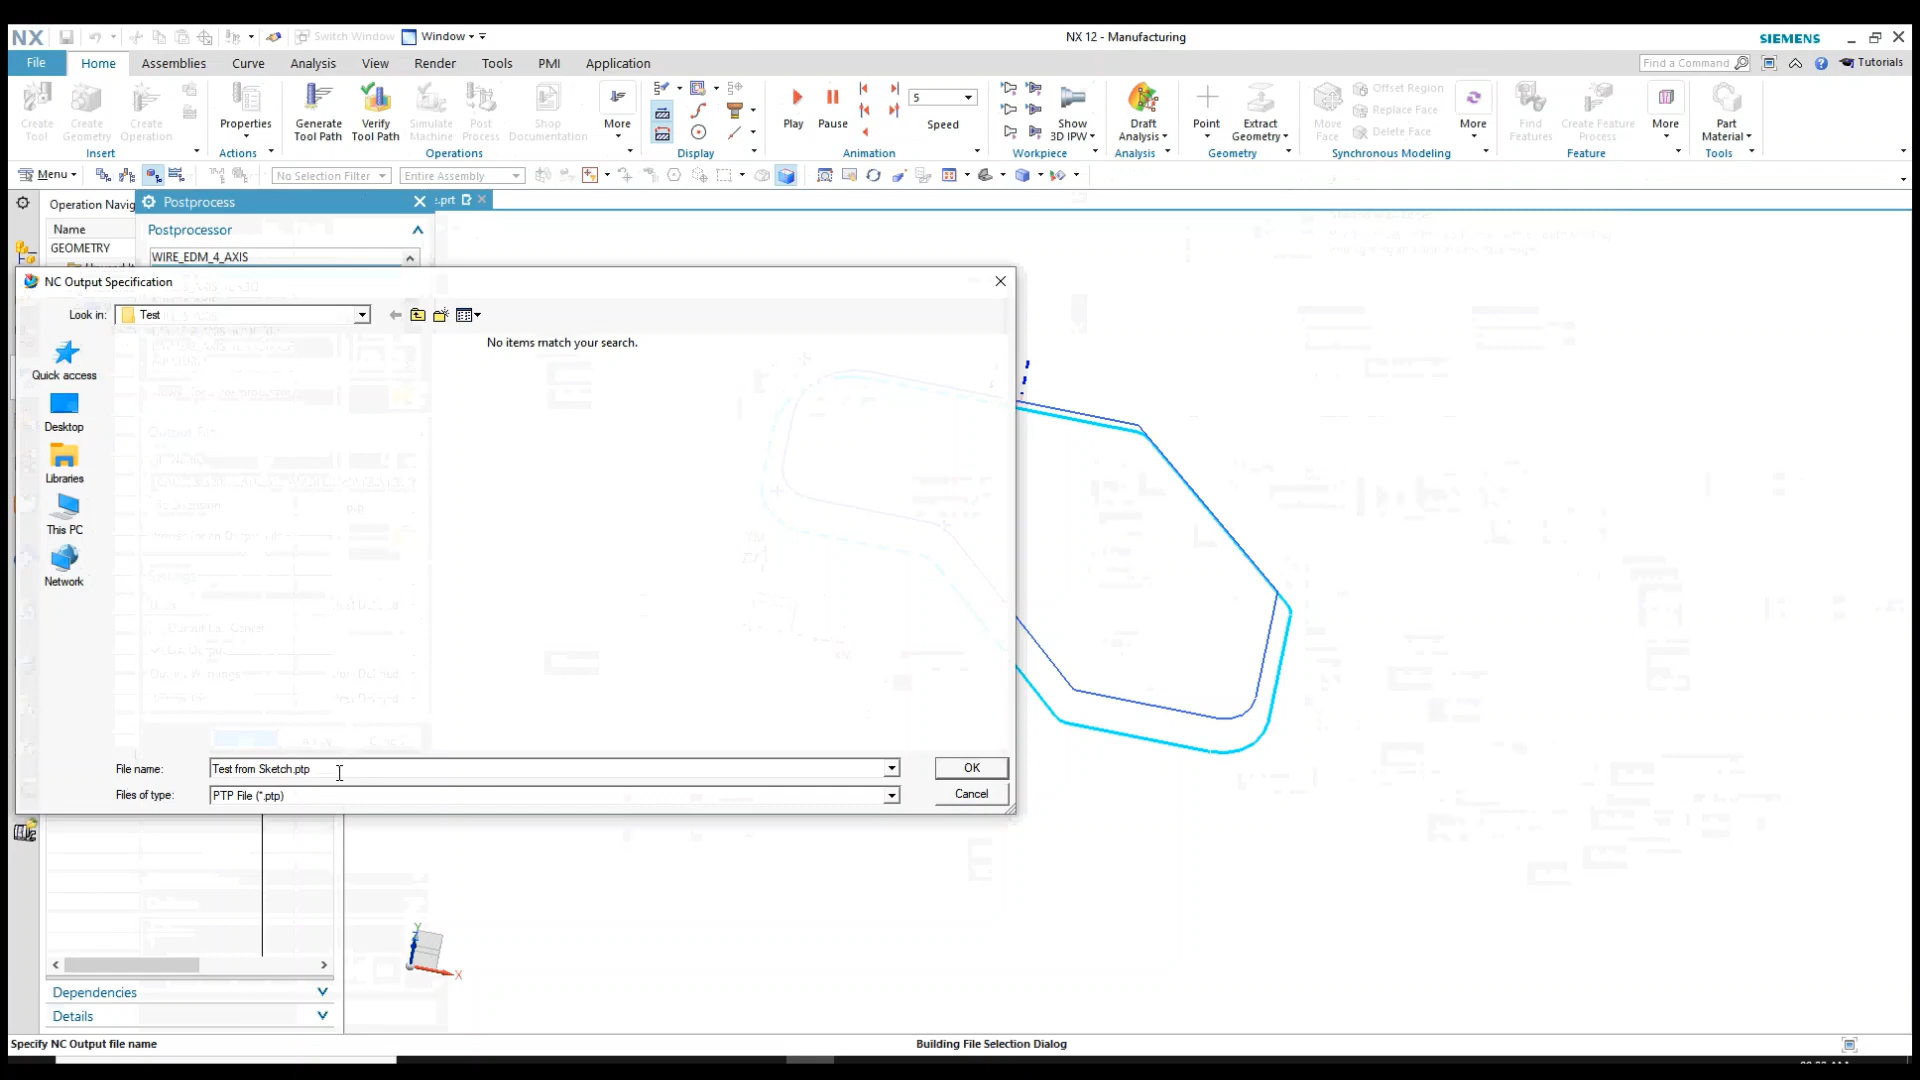 NX
Switch Window
Window
NX 12 - Manufacturing
SIEMENS
File
Home
Assemblies
Curve
Analysis
View
Render
Tools
PMI
Application
Find a Command
Tutorials
Create Tool
Create Geometry
Create Operation
Insert
Properties
Actions
Generate Tool Path
Verify Tool Path
Simulate Machine
Post Process
Shop Documentation
More
Operations
Display
Play
Pause
5
Speed
Animation
Show 3D IPW
Workpiece
Draft Analysis
Analysis
Point
Extract Geometry
Geometry
Move Face
Offset Region
Replace Face
Delete Face
More
Synchronous Modeling
Find Features
Create Feature Process
More
Feature
Part Material
Tools
Menu
No Selection Filter
Entire Assembly
Operation Navig
Postprocess
.prt
Name
Postprocessor
GEOMETRY
WIRE_EDM_4_AXIS
NC Output Specification
Look in:
Test
No items match your search.
Quick access
Desktop
Libraries
This PC
Network
File name:
Test from Sketch.ptp
OK
Files of type:
PTP File (*.ptp)
Cancel
Y
X
Dependencies
Details
Specify NC Output file name
Building File Selection Dialog